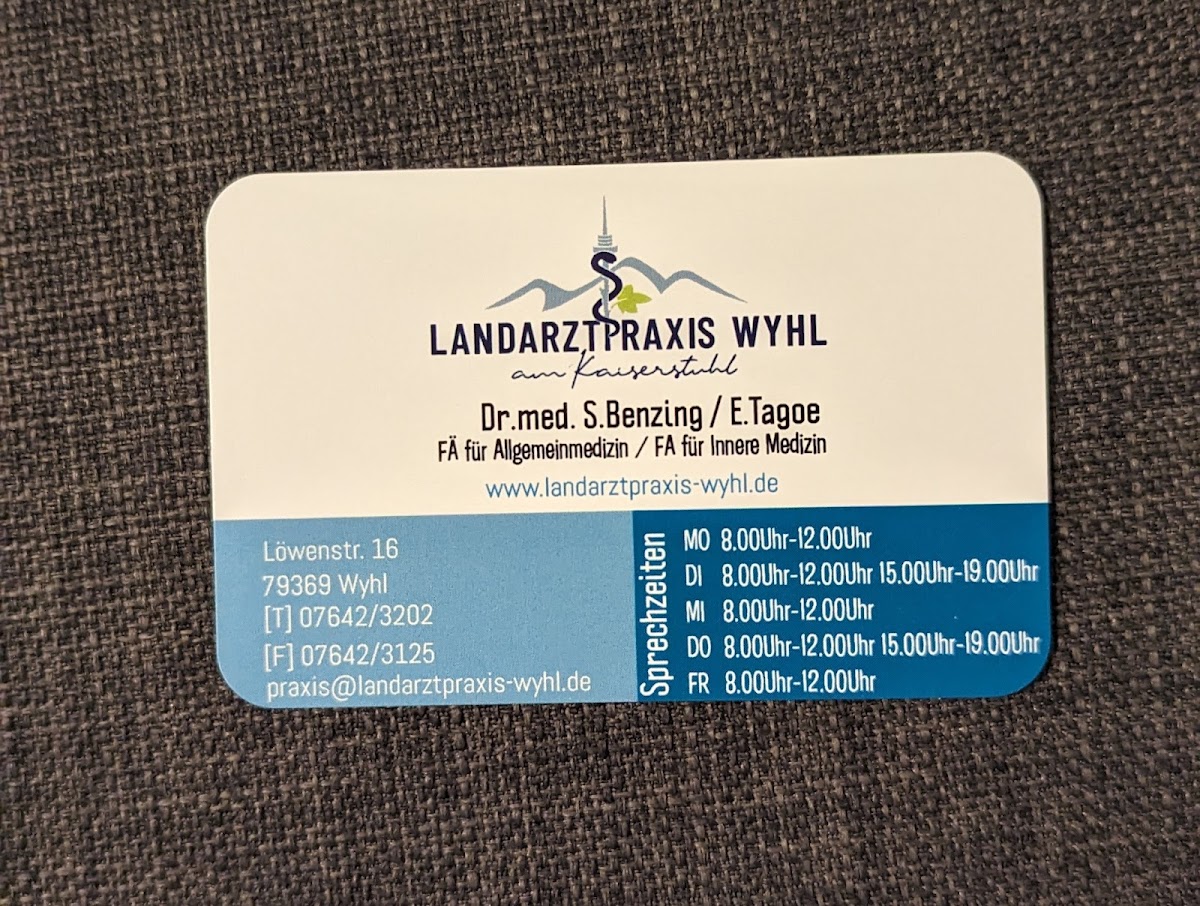 LANDARZTPRAXIS WYHL
am Kaiserstuhl
Dr.med. S.Benzing / E.Tagoe
FÄ für Allgemeinmedizin / FA für Innere Medizin
www.landarztpraxis-wyhl.de
Löwenstr. 16
79369 Wyhl
[T] 07642/3202
[F] 07642/3125
praxis@landarztpraxis-wyhl.de
Sprechzeiten
MO 8.00Uhr-12.00Uhr
DI 8.00Uhr-12.00Uhr 15.00Uhr-19.00Uhr
MI 8.00Uhr-12.00Uhr
DO 8.00Uhr-12.00Uhr 15.00Uhr-19.00Uhr
FR 8.00Uhr-12.00Uhr